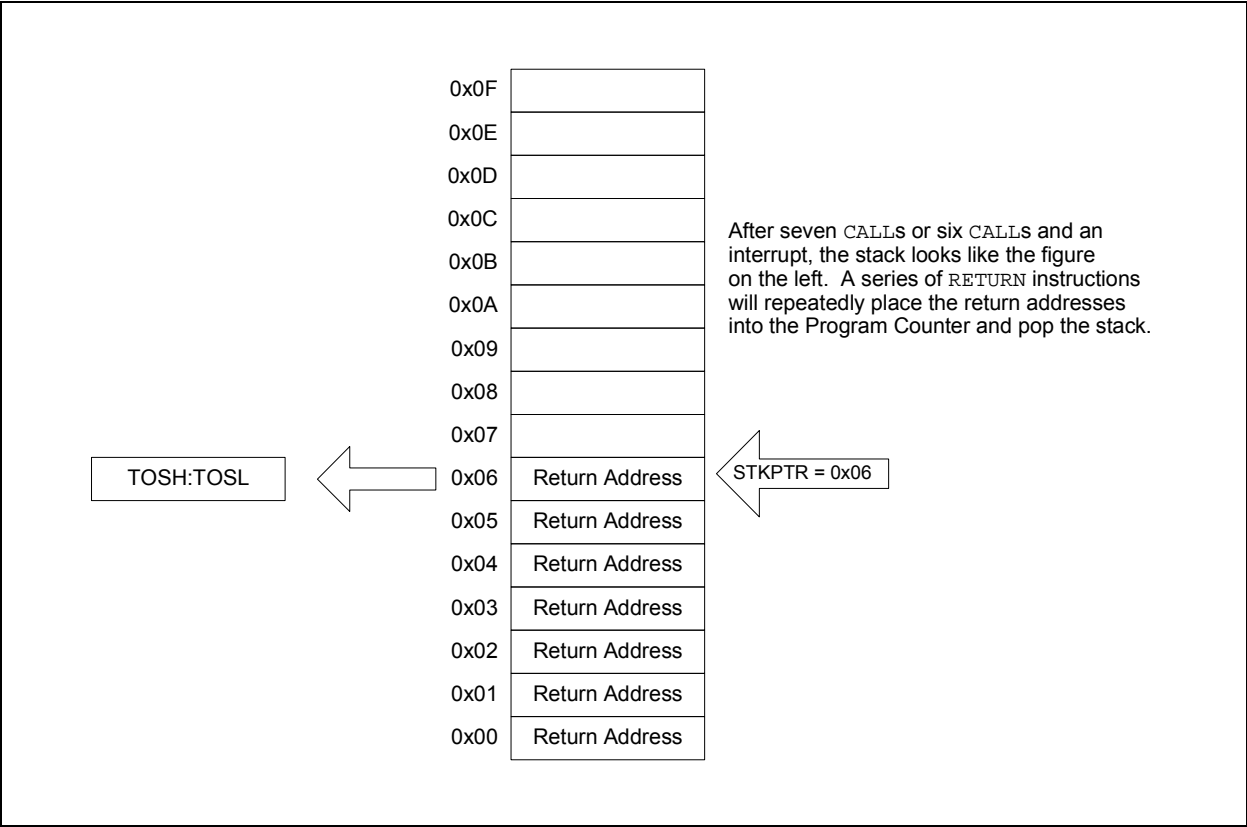 0x0F
0x0E
0x0D
0x0C
0x0B
0x0A
0x09
0x08
0x07
After seven CALLs or six CALLs and an
interrupt, the stack looks like the figure
on the left. A series of RETURN instructions
will repeatedly place the return addresses
into the Program Counter and pop the stack.
TOSH:TOSL
0x06 Return Address
STKPTR = 0x06
0x05 Return Address
0x04 Return Address
0x03 Return Address
0x02 Return Address
0x01 Return Address
0x00 Return Address